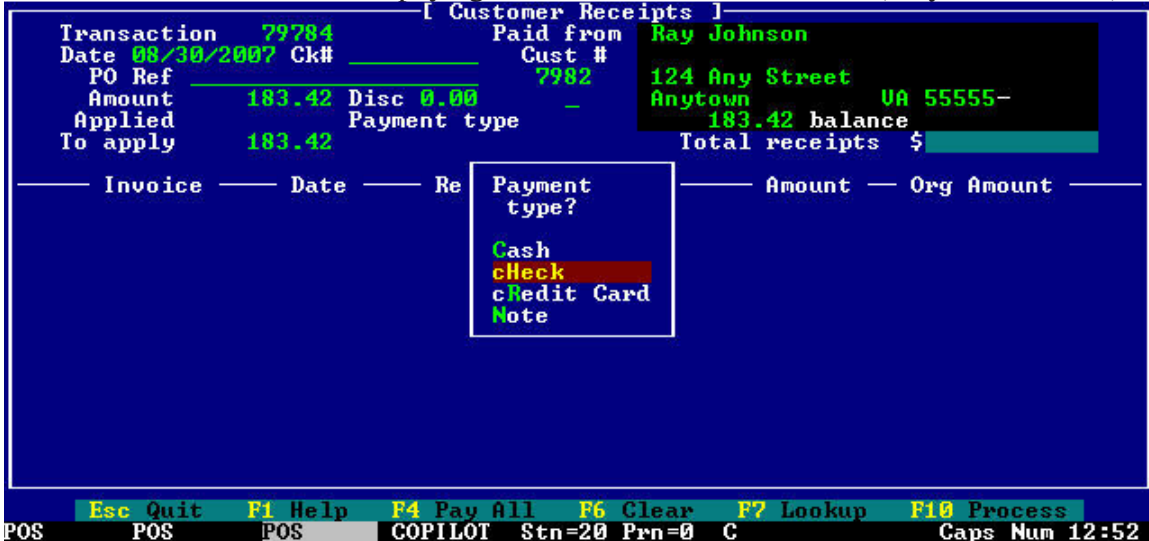 [ Customer Receipts ]
Transaction 79784 Paid from Ray Johnson
Date 08/30/2007 Ck# __________ Cust #
PO Ref ______________________ 7982 124 Any Street
Amount 183.42 Disc 0.00 _ Anytown VA 55555-
Applied Payment type 183.42 balance
To apply 183.42 Total receipts $
Invoice Date Re Amount Org Amount
Payment
type?
Cash
cHeck
cRedit Card
Note
Esc Quit F1 Help F4 Pay All F6 Clear F7 Lookup F10 Process
POS POS POS COPILOT Stn=20 Prn=0 C Caps Num 12:52